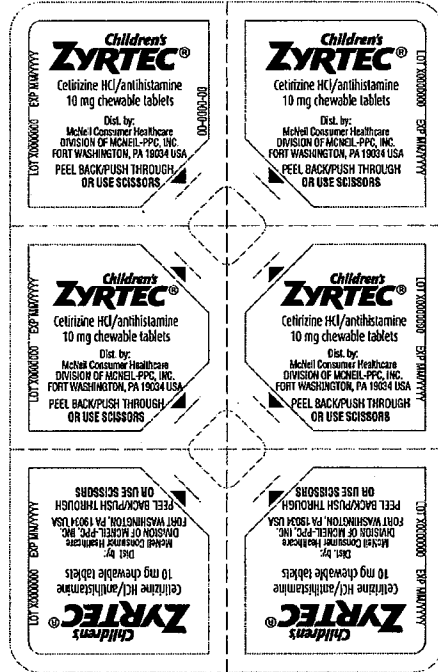 Children's
ZYRTEC®
Cetirizine HCl/antihistamine
10 mg chewable tablets
Dist. by:
McNeil Consumer Healthcare
DIVISION OF MCNEIL-PPC, INC.
FORT WASHINGTON, PA 19034 USA
PEEL BACK/PUSH THROUGH
OR USE SCISSORS
LOT X0000000 EXP MM/YYYY
000-000-00
Children's
ZYRTEC®
Cetirizine HCl/antihistamine
10 mg chewable tablets
Dist. by:
McNeil Consumer Healthcare
DIVISION OF MCNEIL-PPC, INC.
FORT WASHINGTON, PA 19034 USA
PEEL BACK/PUSH THROUGH
OR USE SCISSORS
LOT X0000000 EXP MM/YYYY
Children's
ZYRTEC®
Cetirizine HCl/antihistamine
10 mg chewable tablets
Dist. by:
McNeil Consumer Healthcare
DIVISION OF MCNEIL-PPC, INC.
FORT WASHINGTON, PA 19034 USA
PEEL BACK/PUSH THROUGH
OR USE SCISSORS
LOT X0000000 EXP MM/YYYY
Children's
ZYRTEC®
Cetirizine HCl/antihistamine
10 mg chewable tablets
Dist. by:
McNeil Consumer Healthcare
DIVISION OF MCNEIL-PPC, INC.
FORT WASHINGTON, PA 19034 USA
PEEL BACK/PUSH THROUGH
OR USE SCISSORS
LOT X0000000 EXP MM/YYYY
Children's
ZYRTEC®
Cetirizine HCl/antihistamine
10 mg chewable tablets
Dist. by:
McNeil Consumer Healthcare
DIVISION OF MCNEIL-PPC, INC.
FORT WASHINGTON, PA 19034 USA
PEEL BACK/PUSH THROUGH
OR USE SCISSORS
LOT X0000000 EXP MM/YYYY
Children's
ZYRTEC®
Cetirizine HCl/antihistamine
10 mg chewable tablets
Dist. by:
McNeil Consumer Healthcare
DIVISION OF MCNEIL-PPC, INC.
FORT WASHINGTON, PA 19034 USA
PEEL BACK/PUSH THROUGH
OR USE SCISSORS
LOT X0000000 EXP MM/YYYY